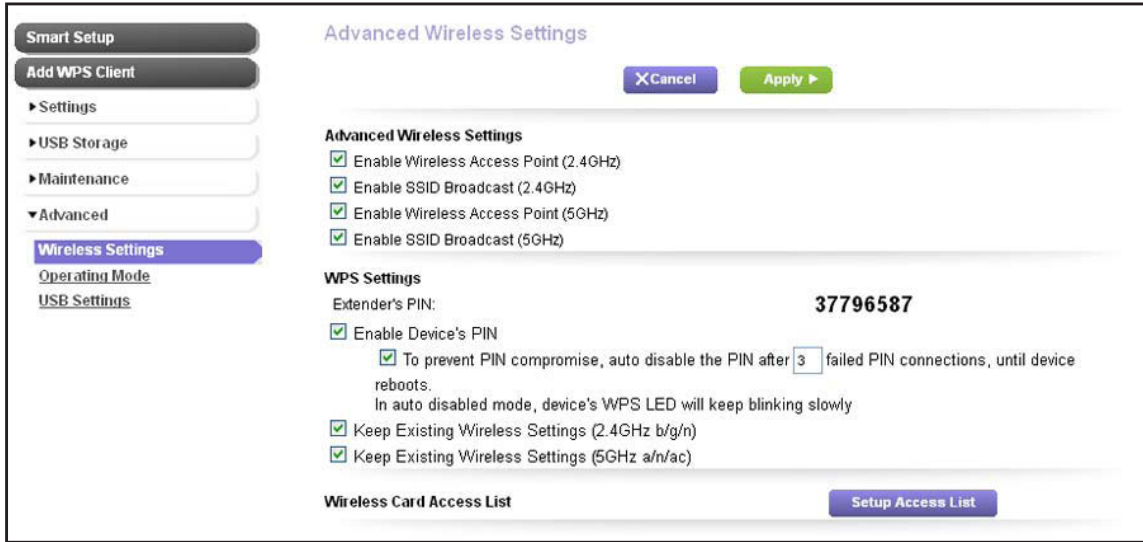 Smart Setup
Add WPS Client
Settings
USB Storage
Maintenance
Advanced
Wireless Settings
Operating Mode
USB Settings
Advanced Wireless Settings
XCancel
Apply
Advanced Wireless Settings
Enable Wireless Access Point (2.4GHz)
Enable SSID Broadcast (2.4GHz)
Enable Wireless Access Point (5GHz)
Enable SSID Broadcast (5GHz)
WPS Settings
Extender's PIN: 37796587
Enable Device's PIN
To prevent PIN compromise, auto disable the PIN after 3 failed PIN connections, until device
reboots.
In auto disabled mode, device's WPS LED will keep blinking slowly
Keep Existing Wireless Settings (2.4GHz b/g/n)
Keep Existing Wireless Settings (5GHz a/n/ac)
Wireless Card Access List Setup Access List